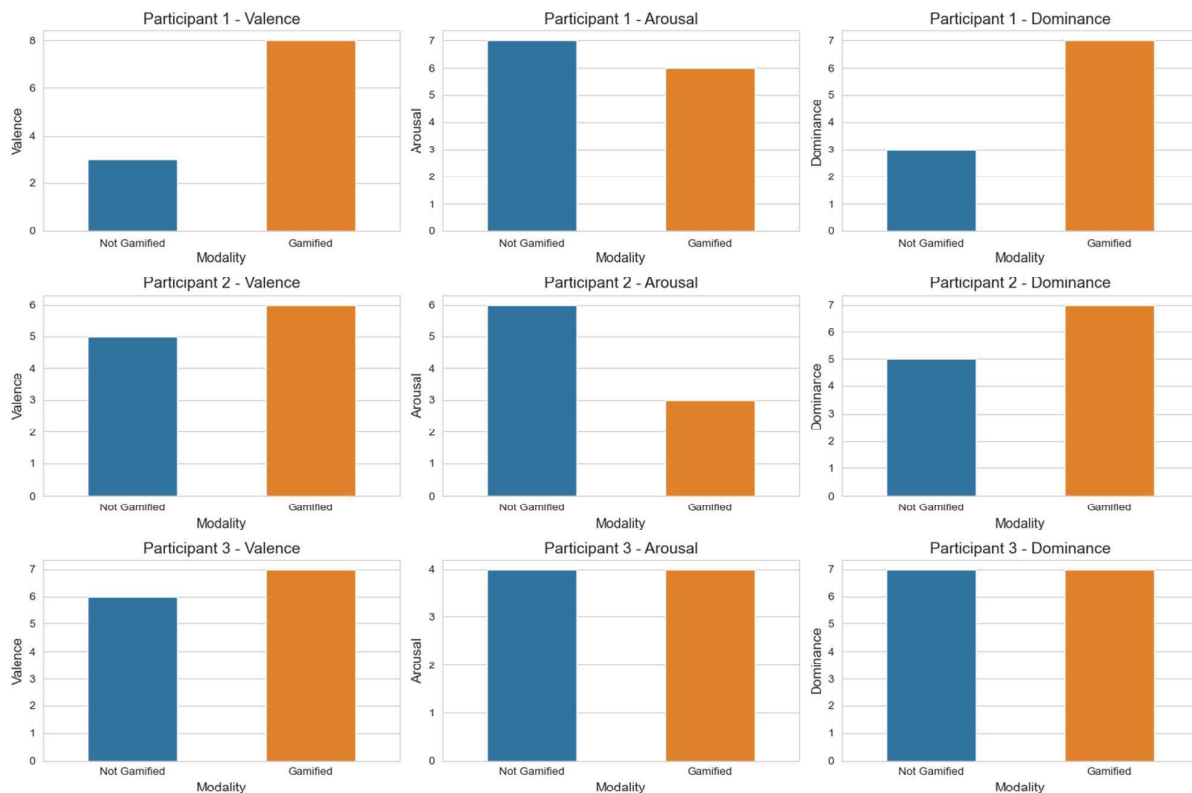 Participant 1 - Valence
Participant 1 - Arousal
Participant 1 - Dominance
Valence
8
6
4
2
0
Not Gamified
Gamified
Modality
Arousal
7
6
5
4
3
2
1
0
Not Gamified
Gamified
Modality
Dominance
7
6
5
4
3
2
1
0
Not Gamified
Gamified
Modality
Participant 2 - Valence
Participant 2 - Arousal
Participant 2 - Dominance
Valence
6
5
4
3
2
1
0
Not Gamified
Gamified
Modality
Arousal
6
5
4
3
2
1
0
Not Gamified
Gamified
Modality
Dominance
7
6
5
4
3
2
1
0
Not Gamified
Gamified
Modality
Participant 3 - Valence
Participant 3 - Arousal
Participant 3 - Dominance
Valence
7
6
5
4
3
2
1
0
Not Gamified
Gamified
Modality
Arousal
4
3
2
1
0
Not Gamified
Gamified
Modality
Dominance
7
6
5
4
3
2
1
0
Not Gamified
Gamified
Modality